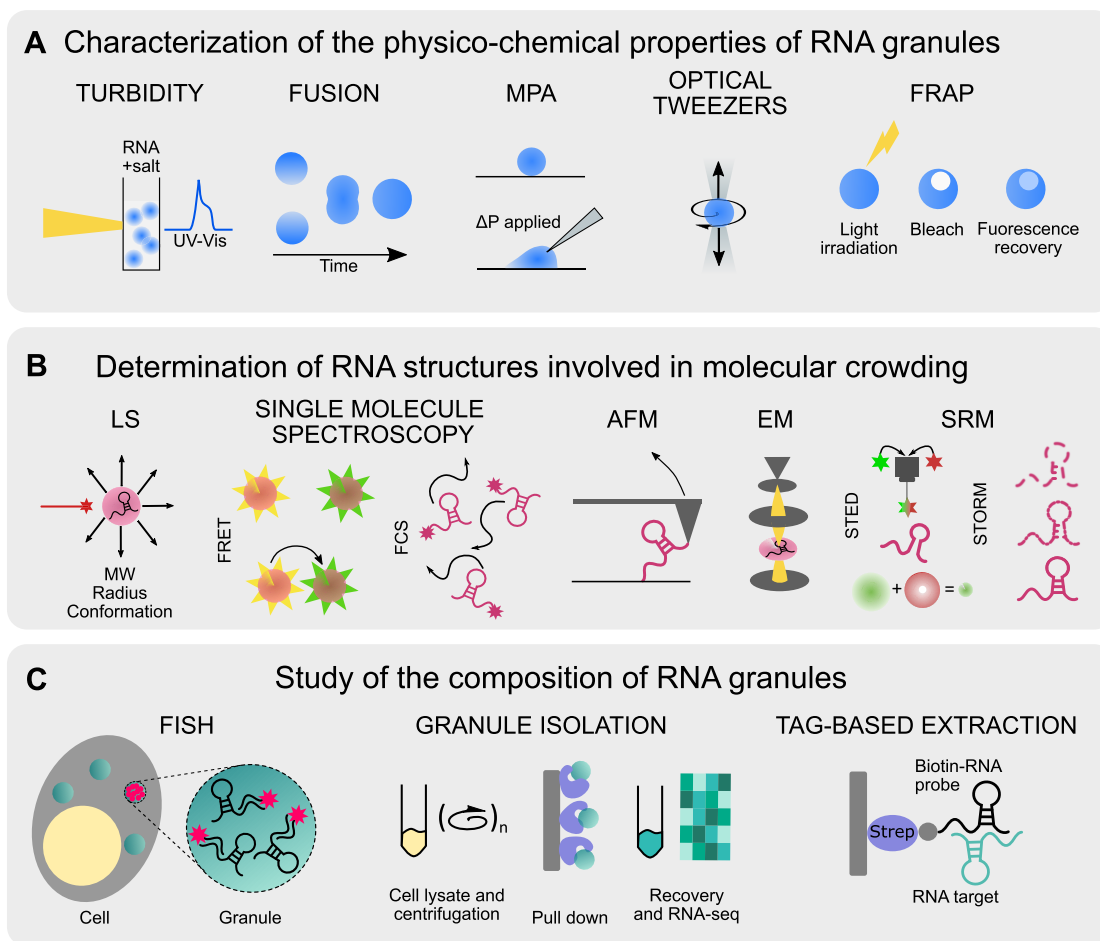 A Characterization of the physico-chemical properties of RNA granules
TURBIDITY
FUSION
MPA
OPTICAL
TWEEZERS
FRAP
RNA
+salt
UV-Vis
Time
ΔP applied
Light
irradiation
Bleach
Fuorescence
recovery
B Determination of RNA structures involved in molecular crowding
LS
SINGLE MOLECULE
SPECTROSCOPY
AFM
EM
SRM
MW
Radius
Conformation
FRET
FCS
STED
+ =
STORM
C Study of the composition of RNA granules
FISH
GRANULE ISOLATION
TAG-BASED EXTRACTION
Cell
Granule
( )n
Cell lysate and
centrifugation
Pull down
Recovery
and RNA-seq
Biotin-RNA
probe
Strep
RNA target